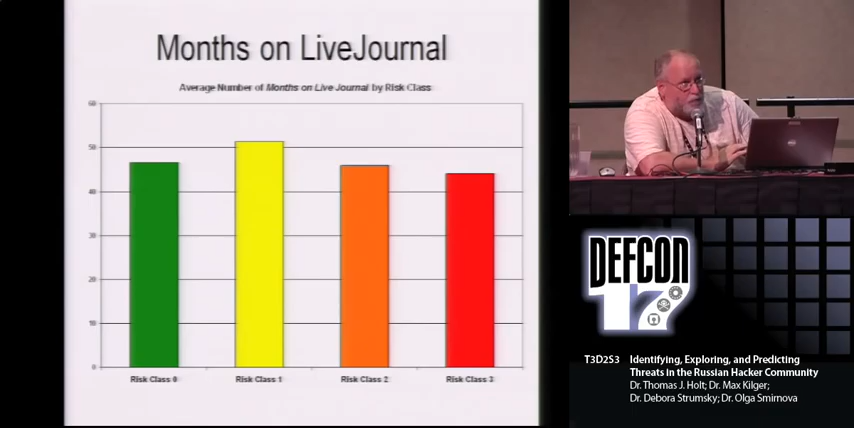 Months on LiveJournal
Average Number of Months on Live Journal by Risk Class
60
50
40
30
20
10
0
Risk Class 0
Risk Class 1
Risk Class 2
Risk Class 3
DEFCON
17
T3D2S3 Identifying, Exploring, and Predicting
Threats in the Russian Hacker Community
Dr. Thomas J. Holt; Dr. Max Kilger;
Dr. Debora Strumsky; Dr. Olga Smirnova